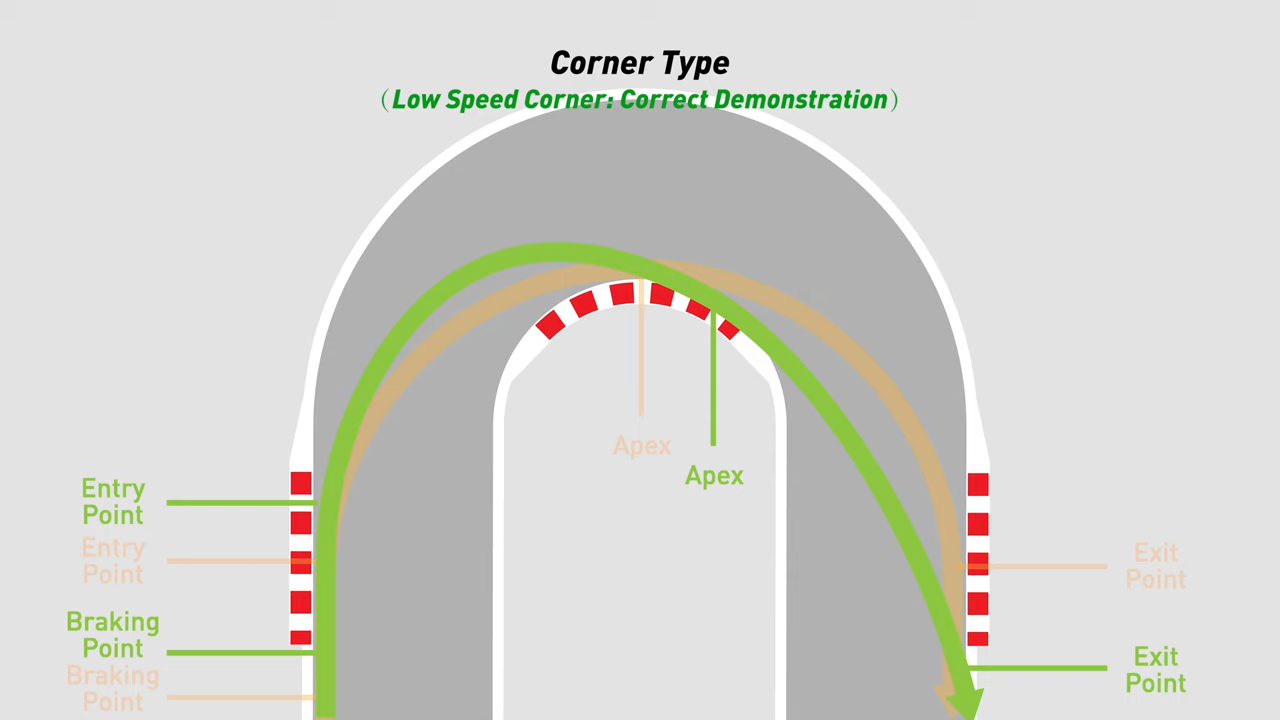 Corner Type
（Low Speed Corner: Correct Demonstration）
Apex
Apex
Entry
Point
Entry
Point
Braking
Point
Braking
Point
Exit
Point
Exit
Point